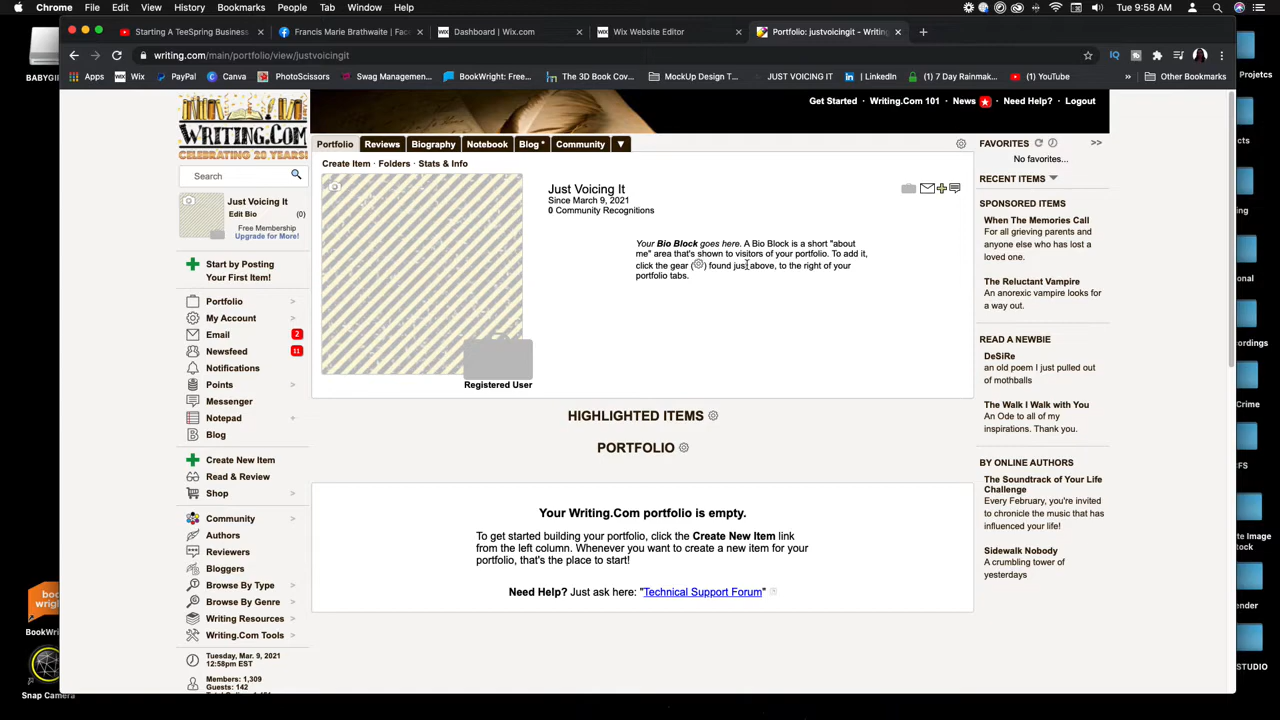 Chrome File Edit View History Bookmarks People Tab Window Help Tue 9:58 AM
Starting A TeeSpring Business Francis Marie Brathwaite | Fac Dashboard | Wix.com Wix Website Editor Portfolio: justvoicingit - Writin
writing.com/main/portfolio/view/justvoicingit
Apps Wix PayPal Canva PhotoScissors Swag Managemen... BookWright: Free... The 3D Book Cov... MockUp Design T... JUST VOICING IT LinkedIn (1) 7 Day Rainmak... (1) YouTube Other Bookmarks
BABYGI
WRITING.COM
CELEBRATING 20 YEARS!
Get Started · Writing.Com 101 · News Need Help? · Logout
Portfolio Reviews Biography Notebook Blog * Community ▼
FAVORITES >>
No favorites...
Create Item · Folders · Stats & Info
Search
RECENT ITEMS
Just Voicing It
Edit Bio (0)
Free Membership
Upgrade for More!
Just Voicing It
Since March 9, 2021
0 Community Recognitions
Your Bio Block goes here. A Bio Block is a short "about
me" area that's shown to visitors of your portfolio. To add it,
click the gear ( ) found just above, to the right of your
portfolio tabs.
Registered User
SPONSORED ITEMS
When The Memories Call
For all grieving parents and
anyone else who has lost a
loved one.
The Reluctant Vampire
An anorexic vampire looks for
a way out.
READ A NEWBIE
DeSiRe
an old poem I just pulled out
of mothballs
The Walk I Walk with You
An Ode to all of my
inspirations. Thank you.
BY ONLINE AUTHORS
The Soundtrack of Your Life
Challenge
Every February, you're invited
to chronicle the music that has
influenced your life!
Sidewalk Nobody
A crumbling tower of
yesterdays
Start by Posting
Your First Item!
Portfolio
My Account >
Email 2
Newsfeed 11
Notifications
Points >
Messenger
Notepad +
Blog
Create New Item
Read & Review
Shop >
Community >
Authors
Reviewers
Bloggers
Browse By Type >
Browse By Genre >
Writing Resources >
Writing.Com Tools >
Tuesday, Mar. 9, 2021
12:58pm EST
Members: 1,309
Guests: 142
HIGHLIGHTED ITEMS
PORTFOLIO
Your Writing.Com portfolio is empty.
To get started building your portfolio, click the Create New Item link
from the left column. Whenever you want to create a new item for your
portfolio, that's the place to start!
Need Help? Just ask here: "Technical Support Forum"
book
wrigh
BookWri
Snap Camera
Projetcs
ing
onal
cordings
Crime
CFS
ate Image
tock
ender
STUDIO